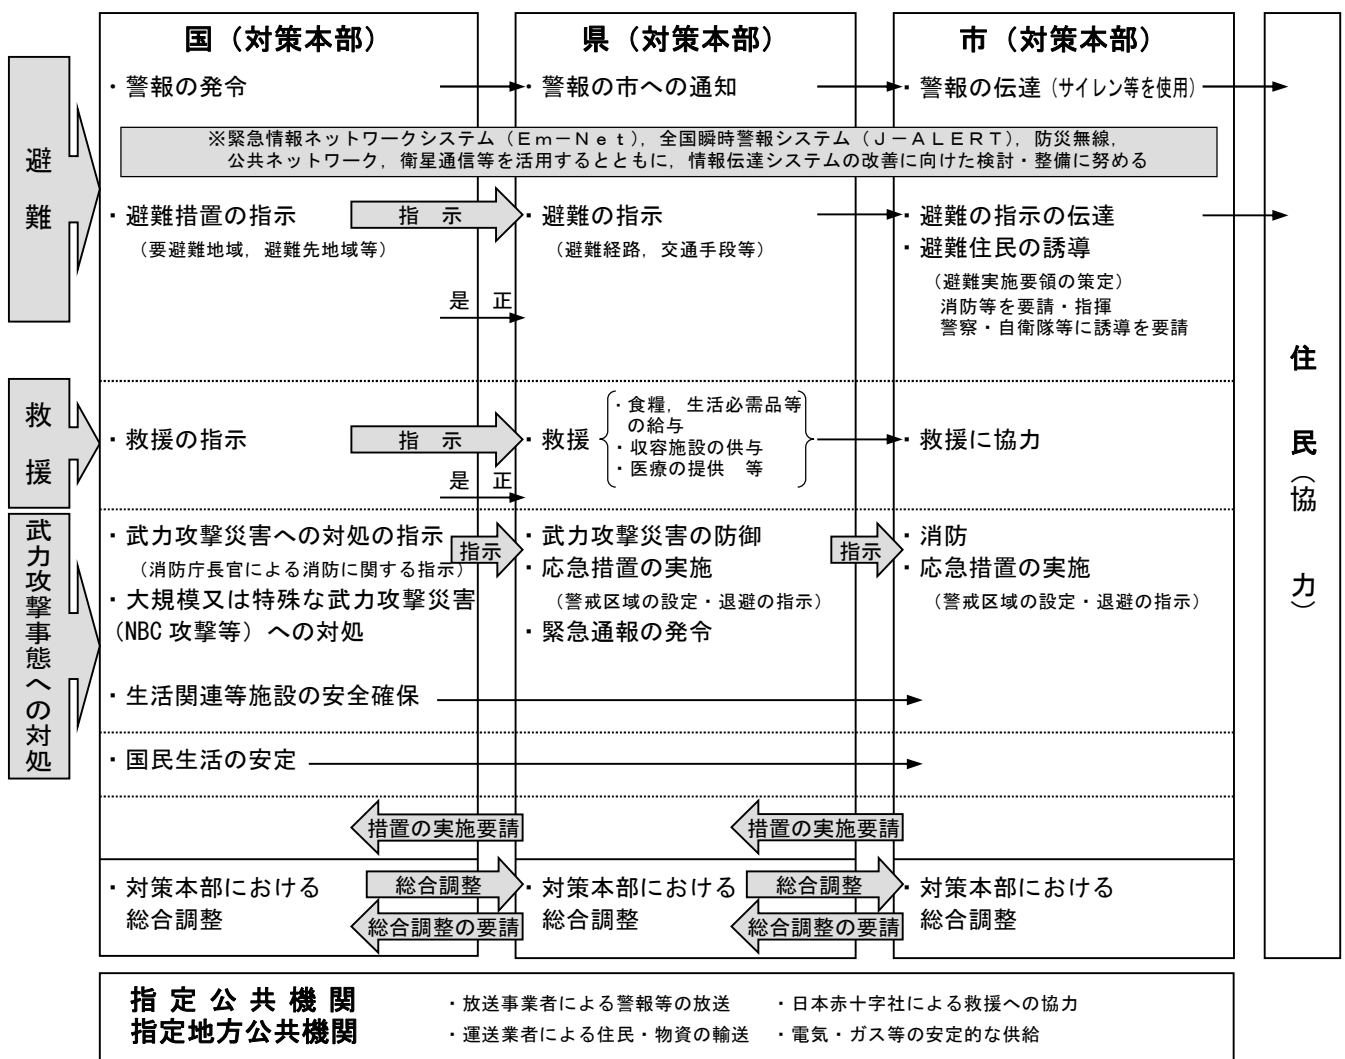 国（対策本部）
県（対策本部）
市（対策本部）
避難
・警報の発令
・警報の市への通知
・警報の伝達（サイレン等を使用）
※緊急情報ネットワークシステム（Ｅｍ－Ｎｅｔ），全国瞬時警報システム（Ｊ－ＡＬＥＲＴ），防災無線，
公共ネットワーク，衛星通信等を活用するとともに，情報伝達システムの改善に向けた検討・整備に努める
・避難措置の指示
（要避難地域，避難先地域等）
指　示
・避難の指示
（避難経路，交通手段等）
・避難の指示の伝達
・避難住民の誘導
（避難実施要領の策定）
消防等を要請・指揮
警察・自衛隊等に誘導を要請
是　正
救援
・救援の指示
指　示
・救援
・食糧，生活必需品等
の給与
・収容施設の供与
・医療の提供　等
・救援に協力
是　正
武力攻撃事態への対処
・武力攻撃災害への対処の指示
（消防庁長官による消防に関する指示）
・大規模又は特殊な武力攻撃災害
（NBC攻撃等）への対処
指示
・武力攻撃災害の防御
・応急措置の実施
（警戒区域の設定・退避の指示）
・緊急通報の発令
指示
・消防
・応急措置の実施
（警戒区域の設定・退避の指示）
・生活関連等施設の安全確保
・国民生活の安定
措置の実施要請
措置の実施要請
・対策本部における
総合調整
総合調整
総合調整の要請
・対策本部における
総合調整
総合調整
総合調整の要請
・対策本部における
総合調整
住民（協力）
指定公共機関
指定地方公共機関
・放送事業者による警報等の放送
・日本赤十字社による救援への協力
・運送業者による住民・物資の輸送
・電気・ガス等の安定的な供給